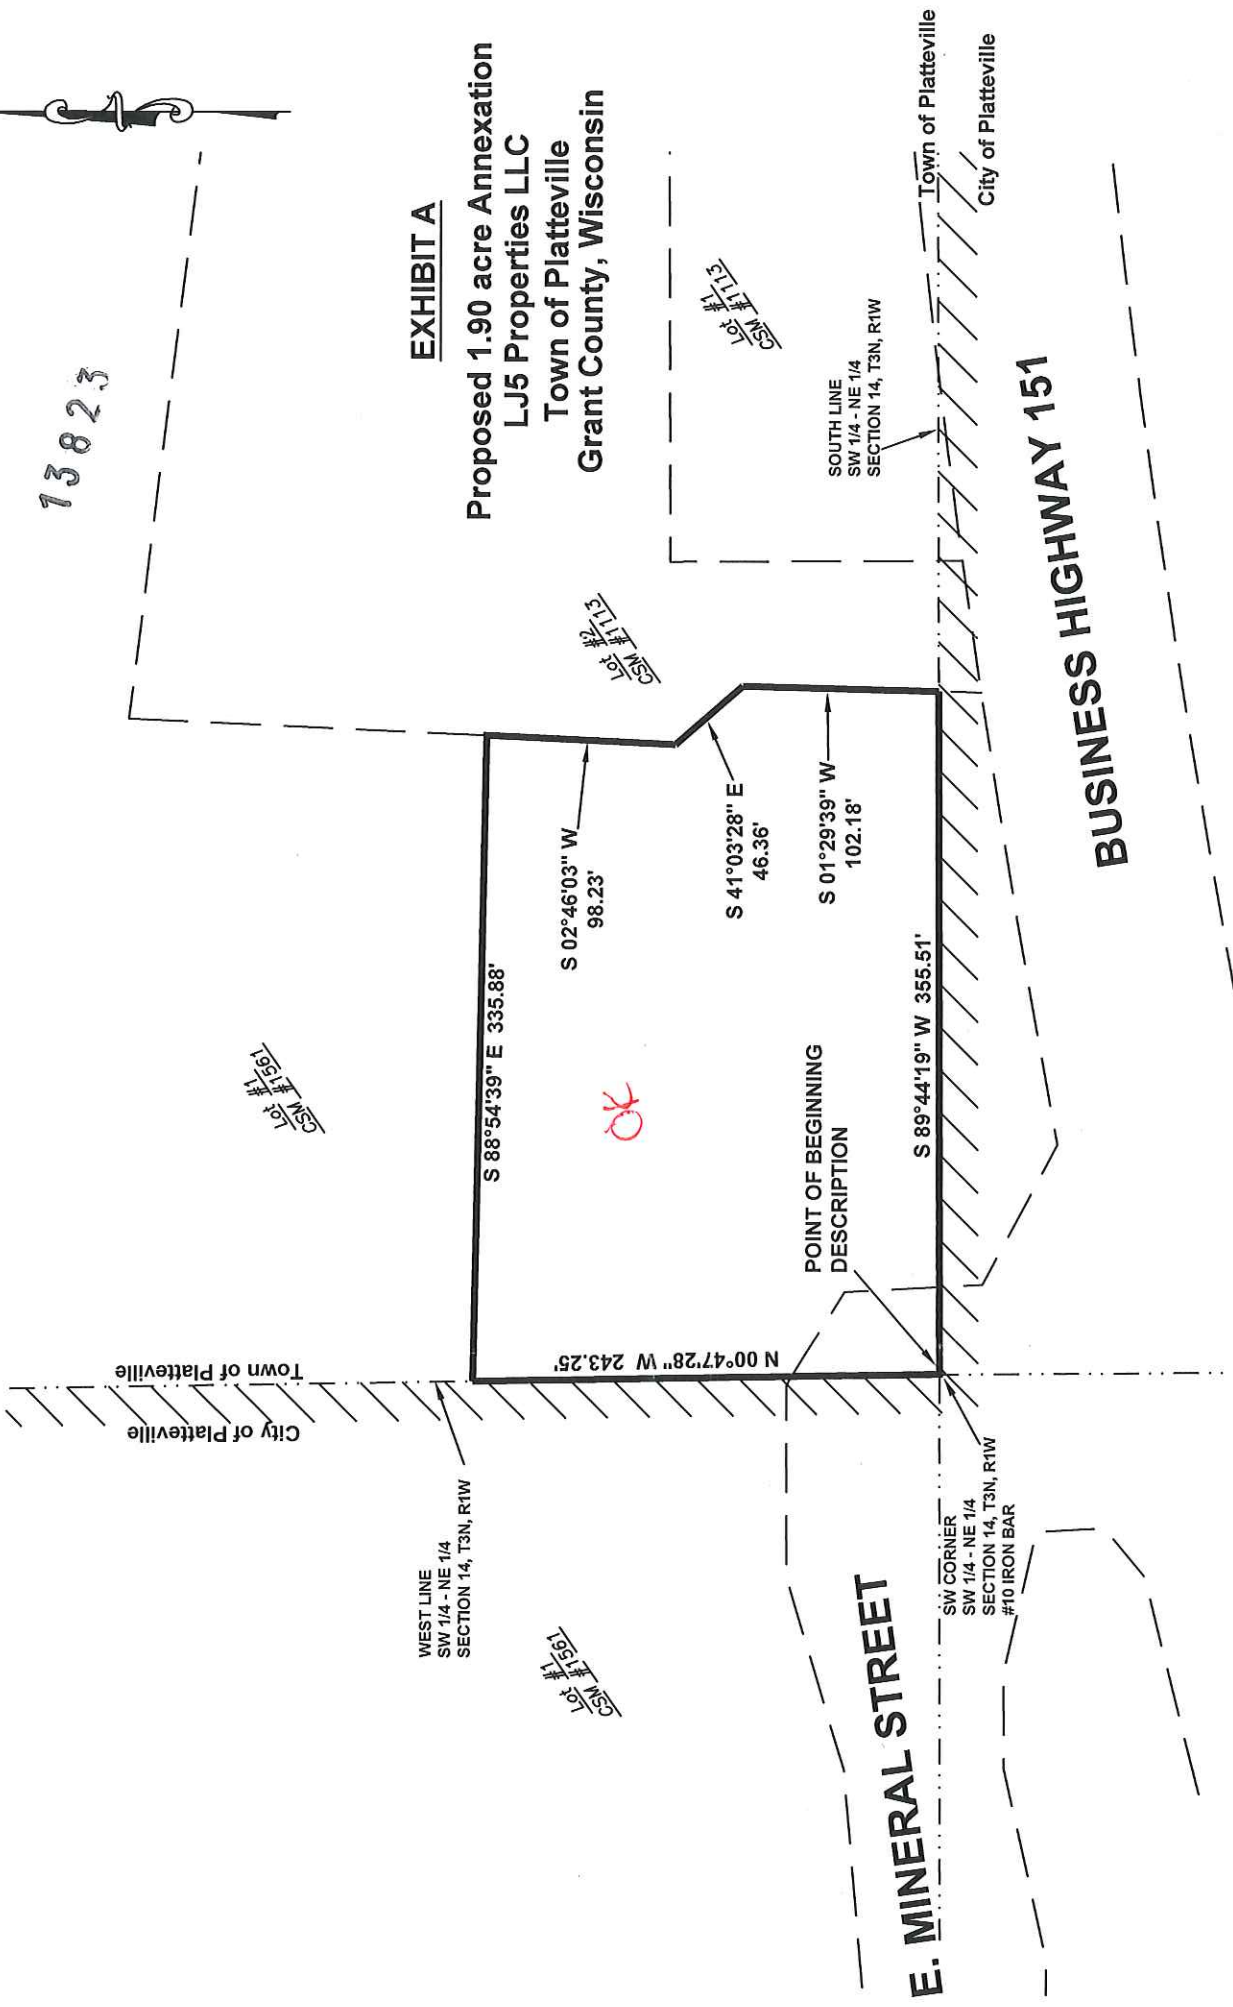 13823
EXHIBIT A
Proposed 1.90 acre Annexation
LJ5 Properties LLC
Town of Platteville
Grant County, Wisconsin
Lot #1
CSM #1561
Town of Platteville
City of Platteville
WEST LINE
SW 1/4 - NE 1/4
SECTION 14, T3N, R1W
S 88°54'39" E 335.88'
Lot #2
CSM #1113
Lot #1
CSM #1113
S 02°46'03" W
98.23'
OK
Lot #1
CSM #1561
N 00°47'28" W 243.25'
S 41°03'28" E
46.36'
S 01°29'39" W
102.18'
POINT OF BEGINNING
DESCRIPTION
SOUTH LINE
SW 1/4 - NE 1/4
SECTION 14, T3N, R1W
S 89°44'19" W 355.51'
Town of Platteville
City of Platteville
E. MINERAL STREET
SW CORNER
SW 1/4 - NE 1/4
SECTION 14, T3N, R1W
#10 IRON BAR
BUSINESS HIGHWAY 151